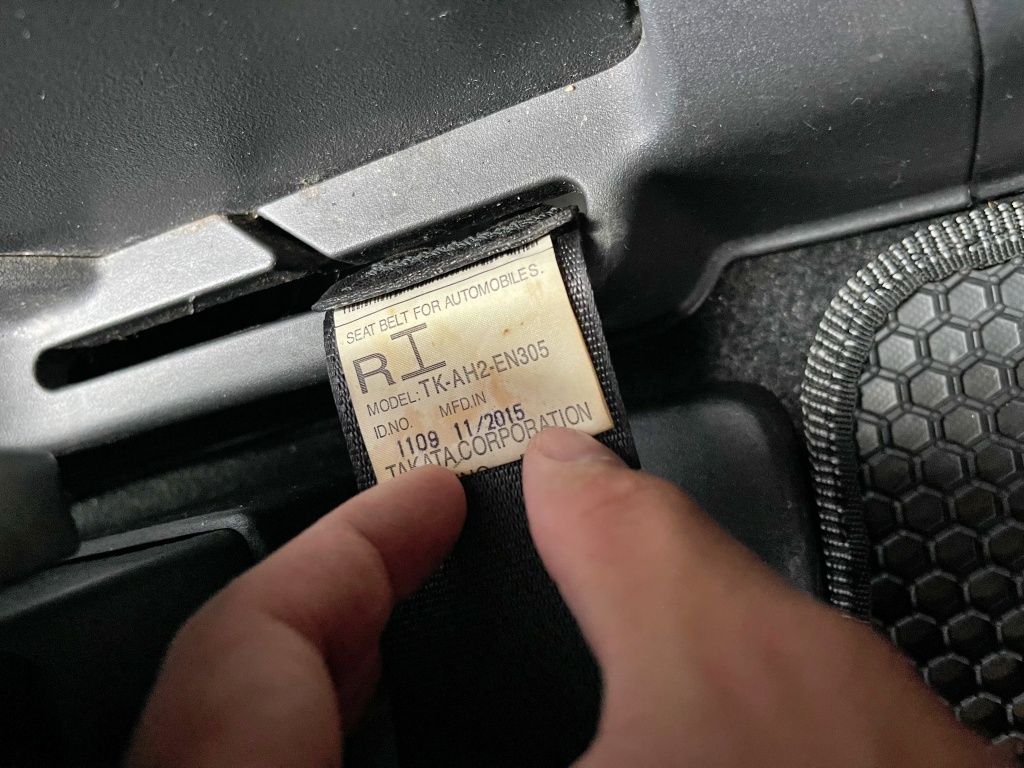 SEAT BELT FOR AUTOMOBILES.
RI
MODEL: TK-AH2-EN305
MFD.IN
ID.NO.
1109 11/2015
TAKATA CORPORATION